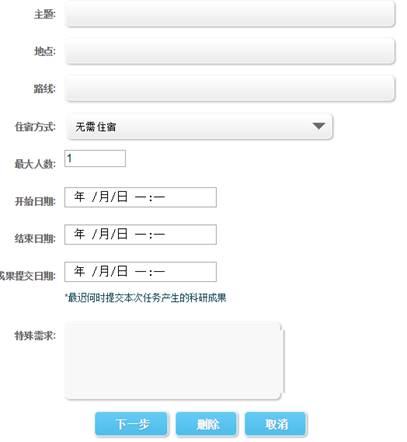 主题:
地点:
路线:
住宿方式: 无需住宿
最大人数: 1
开始日期: 年 /月/日 —:—
结束日期: 年 /月/日 —:—
成果提交日期: 年 /月/日 —:—
*最迟何时提交本次任务产生的科研成果
特殊需求:
下一步 删除 取消